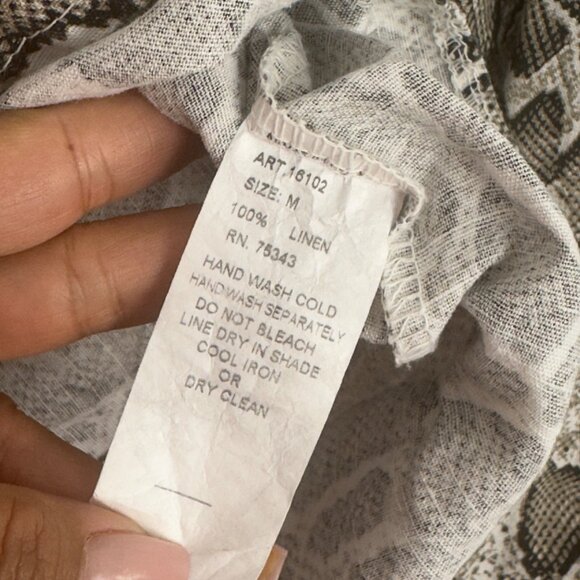 ART.16102
SIZE: M
100% LINEN
RN. 75343
HAND WASH COLD
HANDWASH SEPARATELY
DO NOT BLEACH
LINE DRY IN SHADE
COOL IRON
OR
DRY CLEAN